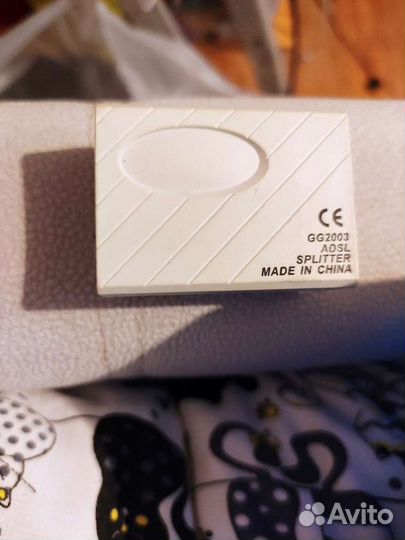 CE
GG2003
ADSL
SPLITTER
MADE IN CHINA
Avito